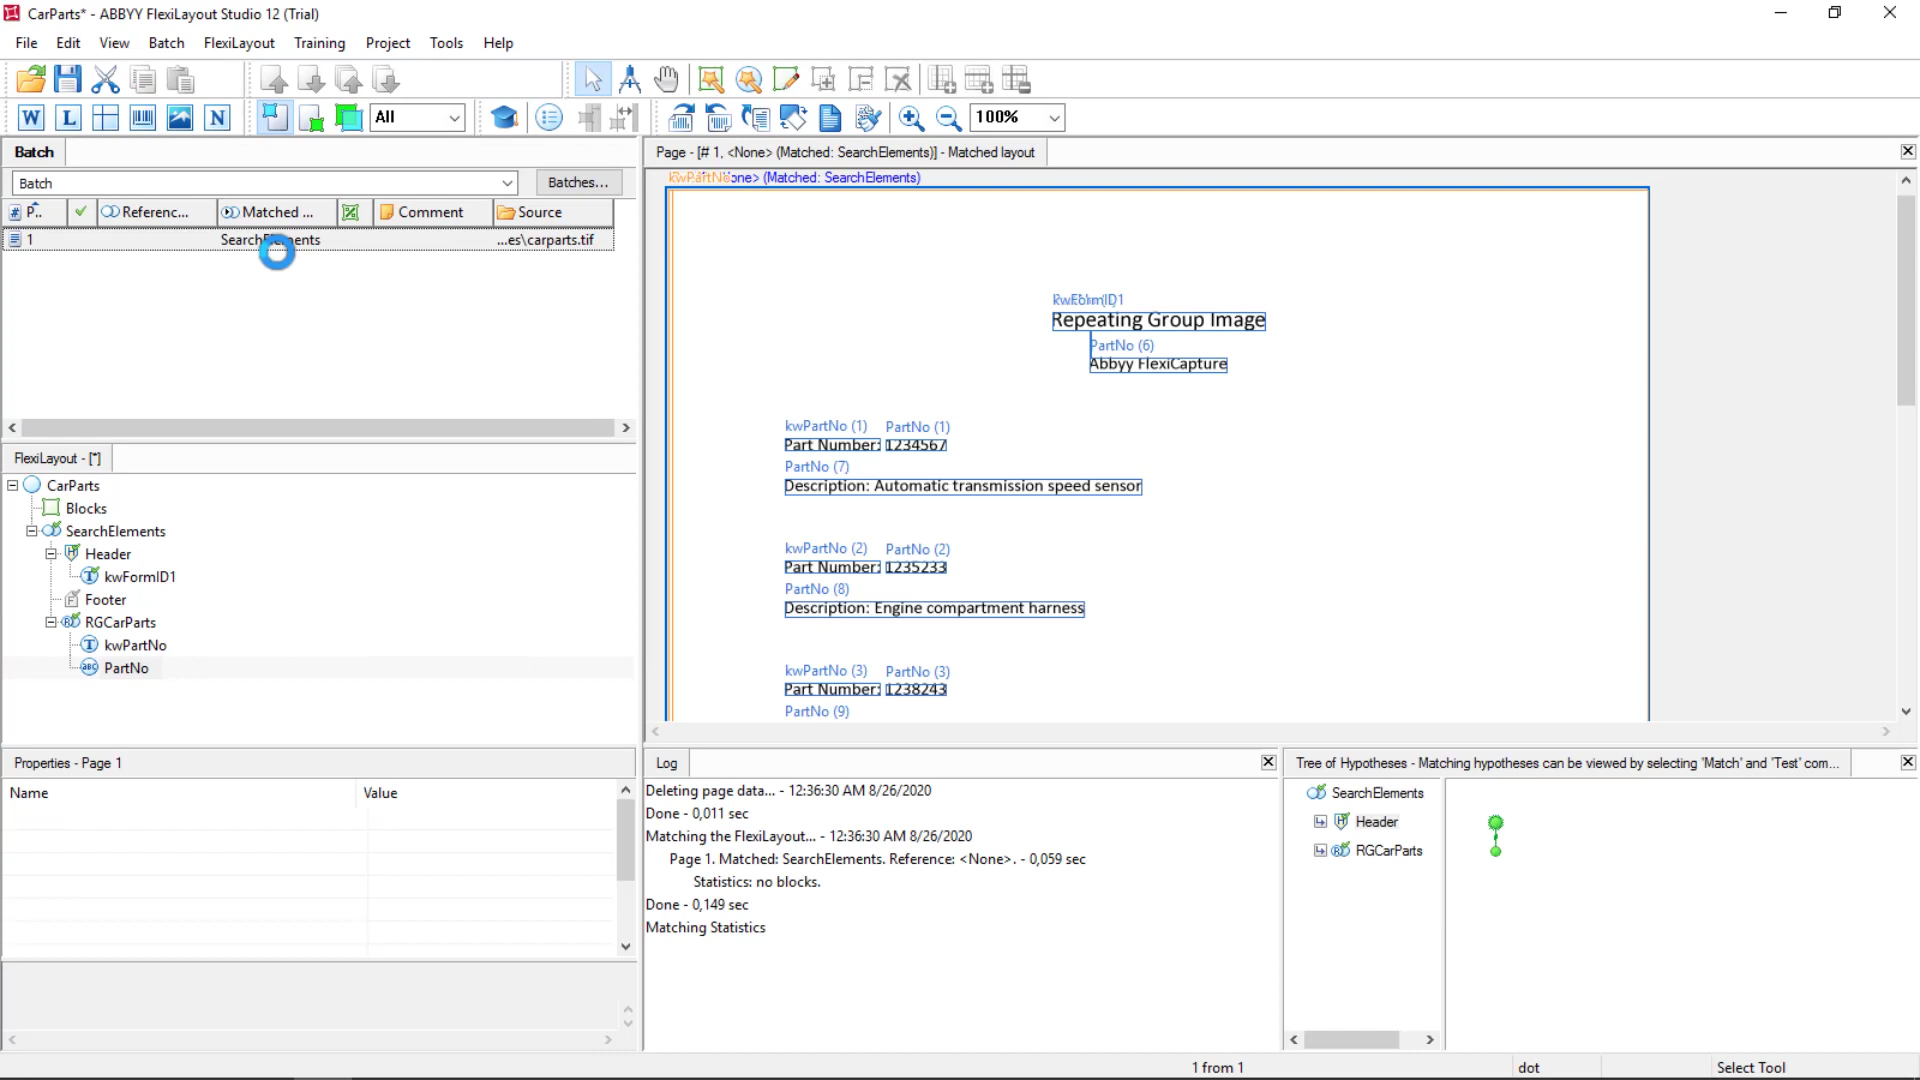 CarParts* - ABBYY FlexiLayout Studio 12 (Trial)
File Edit View Batch FlexiLayout Training Project Tools Help
W L N All 100%
Batch
Page - [# 1, <None> (Matched: SearchElements)] - Matched layout
Batch Batches...
kwPartNo one> (Matched: SearchElements)
# P.. Referenc... Matched ... Comment Source
1 SearchElements ...es\carparts.tif
kwFormID1
Repeating Group Image
PartNo (6)
Abbyy FlexiCapture
kwPartNo (1) PartNo (1)
Part Number: 1234567
PartNo (7)
Description: Automatic transmission speed sensor
kwPartNo (2) PartNo (2)
Part Number: 1235233
PartNo (8)
Description: Engine compartment harness
kwPartNo (3) PartNo (3)
Part Number: 1238243
PartNo (9)
FlexiLayout - [*]
CarParts
Blocks
SearchElements
Header
T kwFormID1
F Footer
RGCarParts
T kwPartNo
abc PartNo
Properties - Page 1
Name Value
Log
Deleting page data... - 12:36:30 AM 8/26/2020
Done - 0,011 sec
Matching the FlexiLayout... - 12:36:30 AM 8/26/2020
Page 1. Matched: SearchElements. Reference: <None>. - 0,059 sec
Statistics: no blocks.
Done - 0,149 sec
Matching Statistics
Tree of Hypotheses - Matching hypotheses can be viewed by selecting 'Match' and 'Test' com...
SearchElements
Header
RGCarParts
1 from 1 dot Select Tool